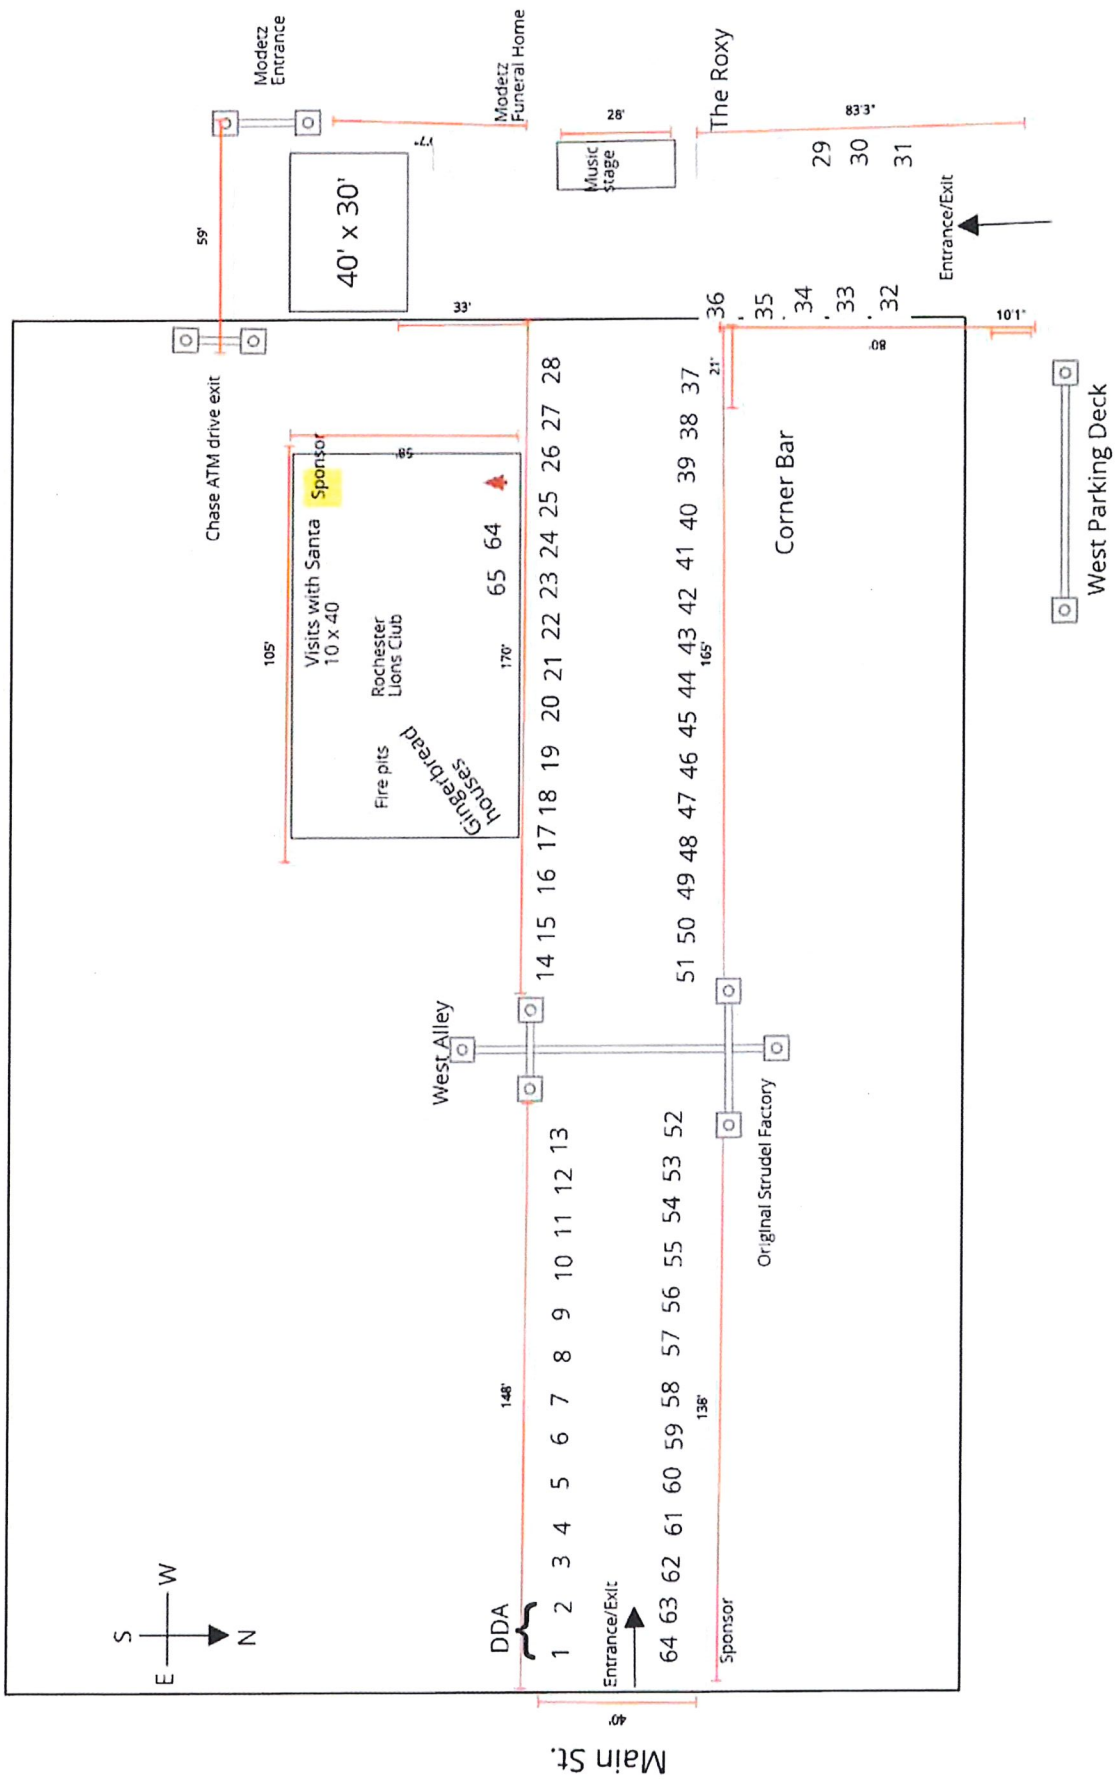 Modetz
Entrance
Modetz
Funeral Home
The Roxy
59'
40' x 30'
Music
stage
28'
83'3"
29
30
31
Entrance/Exit
33'
36
35
34
33
32
10'1"
80'
21'
Chase ATM drive exit
58'
Sponsor
105'
Visits with Santa
10 x 40
Rochester
Lions Club
Fire pits
Gingerbread
houses
65 64
170'
14 15 16 17 18 19 20 21 22 23 24 25 26 27 28
51 50 49 48 47 46 45 44 43 42 41 40 39 38 37
165'
Corner Bar
West Parking Deck
West Alley
Original Strudel Factory
148'
1 2 3 4 5 6 7 8 9 10 11 12 13
64 63 62 61 60 59 58 57 56 55 54 53 52
138'
DDA
Entrance/Exit
Sponsor
S
E W
N
40'
Main St.